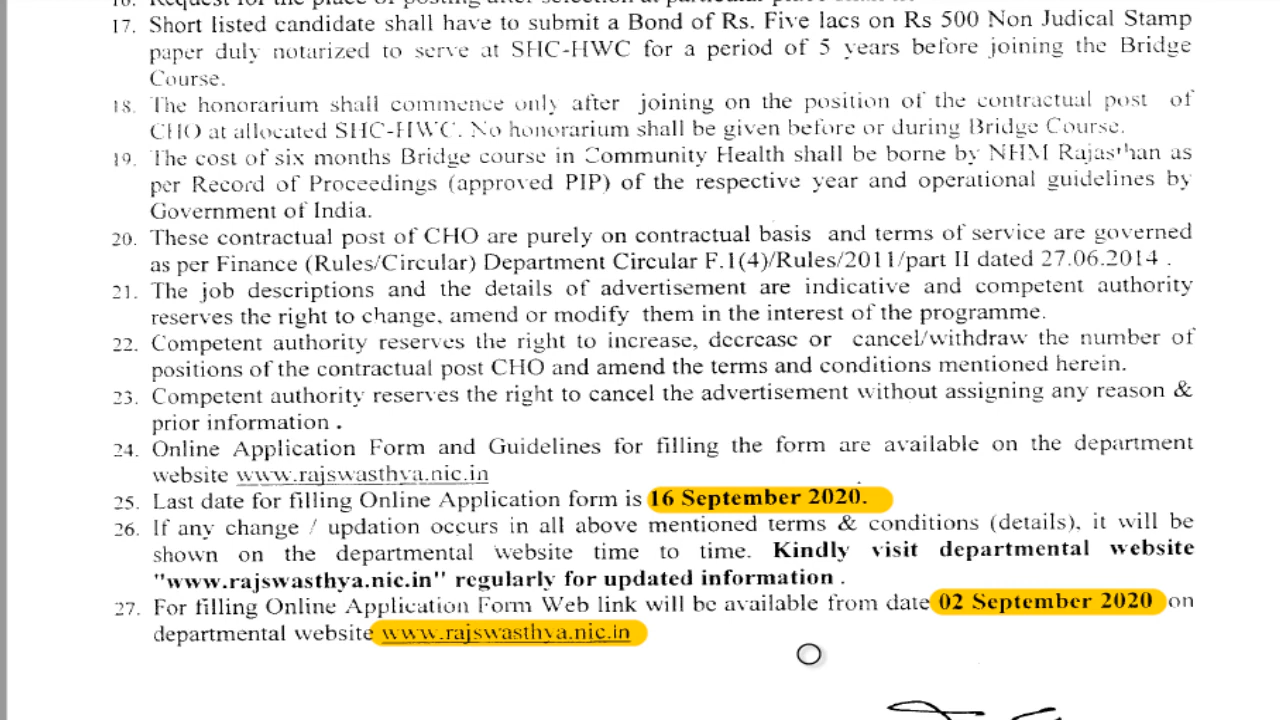 16. Request for the place of posting after selection at particular place shall
17. Short listed candidate shall have to submit a Bond of Rs. Five lacs on Rs 500 Non Judical Stamp
paper duly notarized to serve at SHC-HWC for a period of 5 years before joining the Bridge
Course.
18. The honorarium shall commence only after joining on the position of the contractual post of
CHO at allocated SHC-HWC. No honorarium shall be given before or during Bridge Course.
19. The cost of six months Bridge course in Community Health shall be borne by NHM Rajasthan as
per Record of Proceedings (approved PIP) of the respective year and operational guidelines by
Government of India.
20. These contractual post of CHO are purely on contractual basis and terms of service are governed
as per Finance (Rules/Circular) Department Circular F.1(4)/Rules/2011/part II dated 27.06.2014 .
21. The job descriptions and the details of advertisement are indicative and competent authority
reserves the right to change, amend or modify them in the interest of the programme.
22. Competent authority reserves the right to increase, decrease or cancel/withdraw the number of
positions of the contractual post CHO and amend the terms and conditions mentioned herein.
23. Competent authority reserves the right to cancel the advertisement without assigning any reason &
prior information .
24. Online Application Form and Guidelines for filling the form are available on the department
website www.rajswasthya.nic.in
25. Last date for filling Online Application form is 16 September 2020.
26. If any change / updation occurs in all above mentioned terms & conditions (details), it will be
shown on the departmental website time to time. Kindly visit departmental website
"www.rajswasthya.nic.in" regularly for updated information .
27. For filling Online Application Form Web link will be available from date 02 September 2020 on
departmental website www.rajswasthya.nic.in